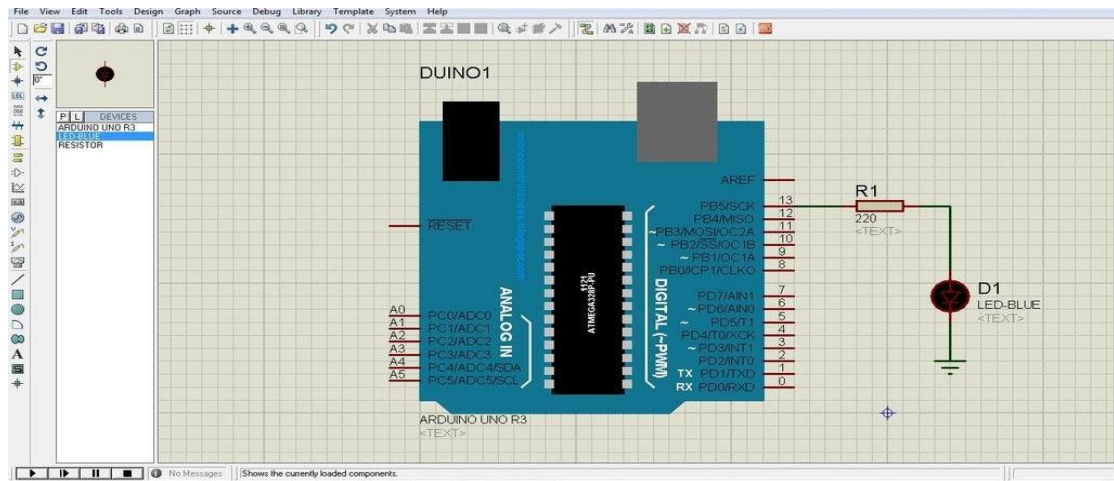 File View Edit Tools Design Graph Source Debug Library Template System Help
0°
P L DEVICES
ARDUINO UNO R3
LED-BLUE
RESISTOR
DUINO1
RESET
AREF
PB5/SCK 13
PB4/MISO 12
~PB3/MOSI/OC2A 11
~ PB2/SS/OC1B 10
~ PB1/OC1A 9
PB0/ICP1/CLKO 8
PD7/AIN1 7
~ PD6/AIN0 6
~ PD5/T1 5
PD4/T0/XCK 4
~ PD3/INT1 3
PD2/INT0 2
TX PD1/TXD 1
RX PD0/RXD 0
A0 PC0/ADC0
A1 PC1/ADC1
A2 PC2/ADC2
A3 PC3/ADC3
A4 PC4/ADC4/SDA
A5 PC5/ADC5/SCL
ANALOG IN
1121
ATMEGA328P-PU
DIGITAL (~PWM)
ARDUINO UNO R3
<TEXT>
R1
220
<TEXT>
D1
LED-BLUE
<TEXT>
No Messages
Shows the currently loaded components.